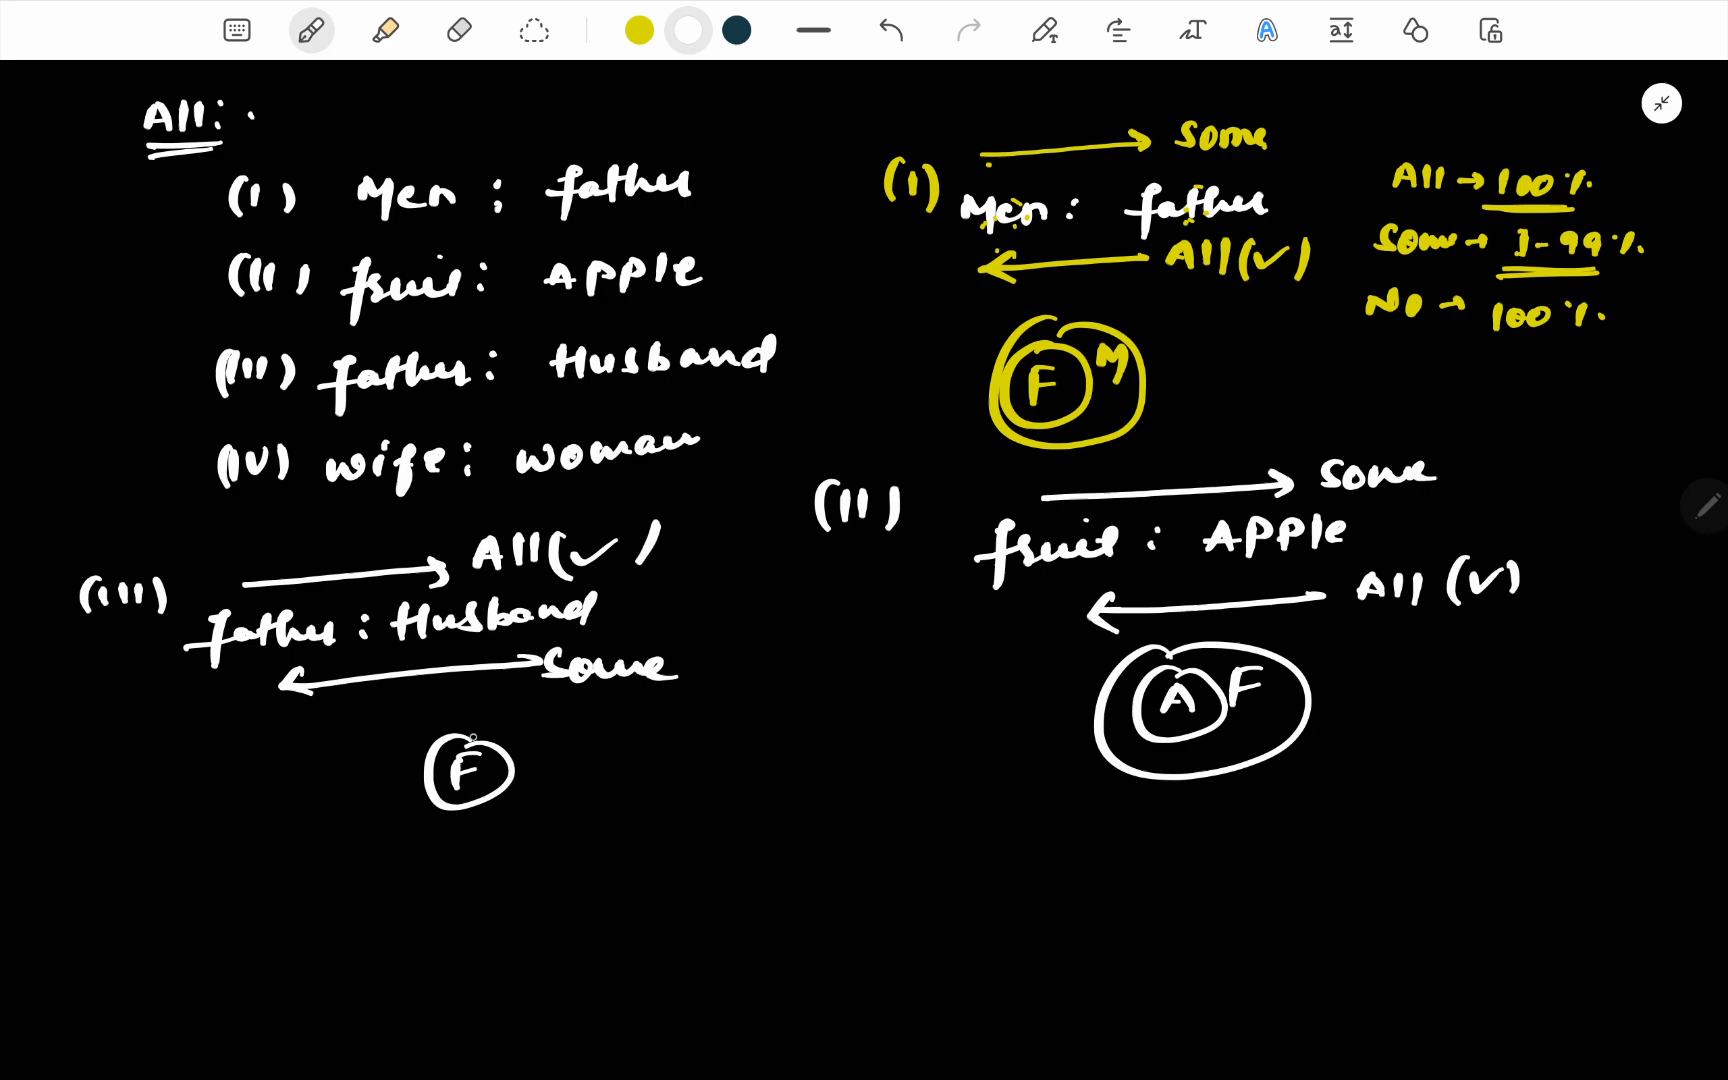 All:
(I) Men : father
(II) fruit : Apple
(III) father : Husband
(IV) wife : woman
(III) All (✓)
father : Husband
some
F
(I) some
Men : father
All (✓)
F M
All → 100 %.
Some → 1 - 99 %.
No → 100 %.
(II) some
fruit : Apple
All (✓)
A F